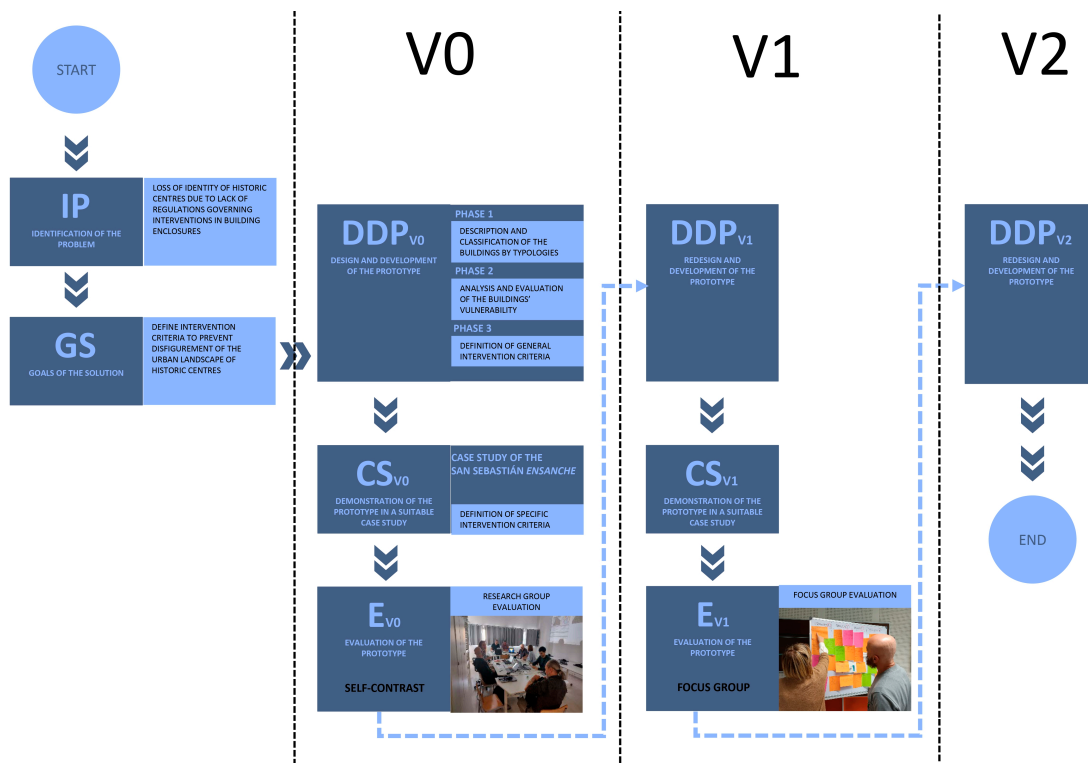 START
IP
IDENTIFICATION OF THE
PROBLEM
LOSS OF IDENTITY OF HISTORIC
CENTRES DUE TO LACK OF
REGULATIONS GOVERNING
INTERVENTIONS IN BUILDING
ENCLOSURES
GS
GOALS OF THE SOLUTION
DEFINE INTERVENTION
CRITERIA TO PREVENT
DISFIGUREMENT OF THE
URBAN LANDSCAPE OF
HISTORIC CENTRES
V0
DDPV0
DESIGN AND DEVELOPMENT
OF THE PROTOTYPE
PHASE 1
DESCRIPTION AND
CLASSIFICATION OF THE
BUILDINGS BY TYPOLOGIES
PHASE 2
ANALYSIS AND EVALUATION
OF THE BUILDINGS'
VULNERABILITY
PHASE 3
DEFINITION OF GENERAL
INTERVENTION CRITERIA
CSV0
DEMONSTRATION OF THE
PROTOTYPE IN A SUITABLE
CASE STUDY
CASE STUDY OF THE
SAN SEBASTIÁN ENSANCHE
DEFINITION OF SPECIFIC
INTERVENTION CRITERIA
EV0
EVALUATION OF THE
PROTOTYPE
SELF-CONTRAST
RESEARCH GROUP
EVALUATION
V1
DDPV1
REDESIGN AND
DEVELOPMENT OF THE
PROTOTYPE
CSV1
DEMONSTRATION OF THE
PROTOTYPE IN A SUITABLE
CASE STUDY
EV1
EVALUATION OF THE
PROTOTYPE
FOCUS GROUP
FOCUS GROUP EVALUATION
V2
DDPV2
REDESIGN AND
DEVELOPMENT OF THE
PROTOTYPE
END